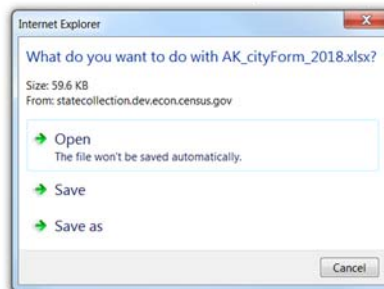 Internet Explorer
What do you want to do with AK_cityForm_2018.xlsx?
Size: 59.6 KB
From: statecollection.dev.econ.census.gov
Open
The file won't be saved automatically.
Save
Save as
Cancel